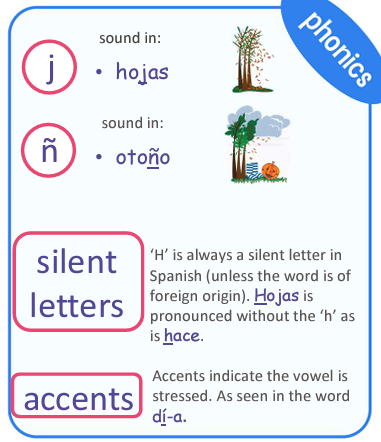 phonics
j
sound in:
• hojas
ñ
sound in:
• otoño
silent
letters
‘H’ is always a silent letter in
Spanish (unless the word is of
foreign origin). Hojas is
pronounced without the ‘h’ as
is hace.
accents
Accents indicate the vowel is
stressed. As seen in the word
dí-a.